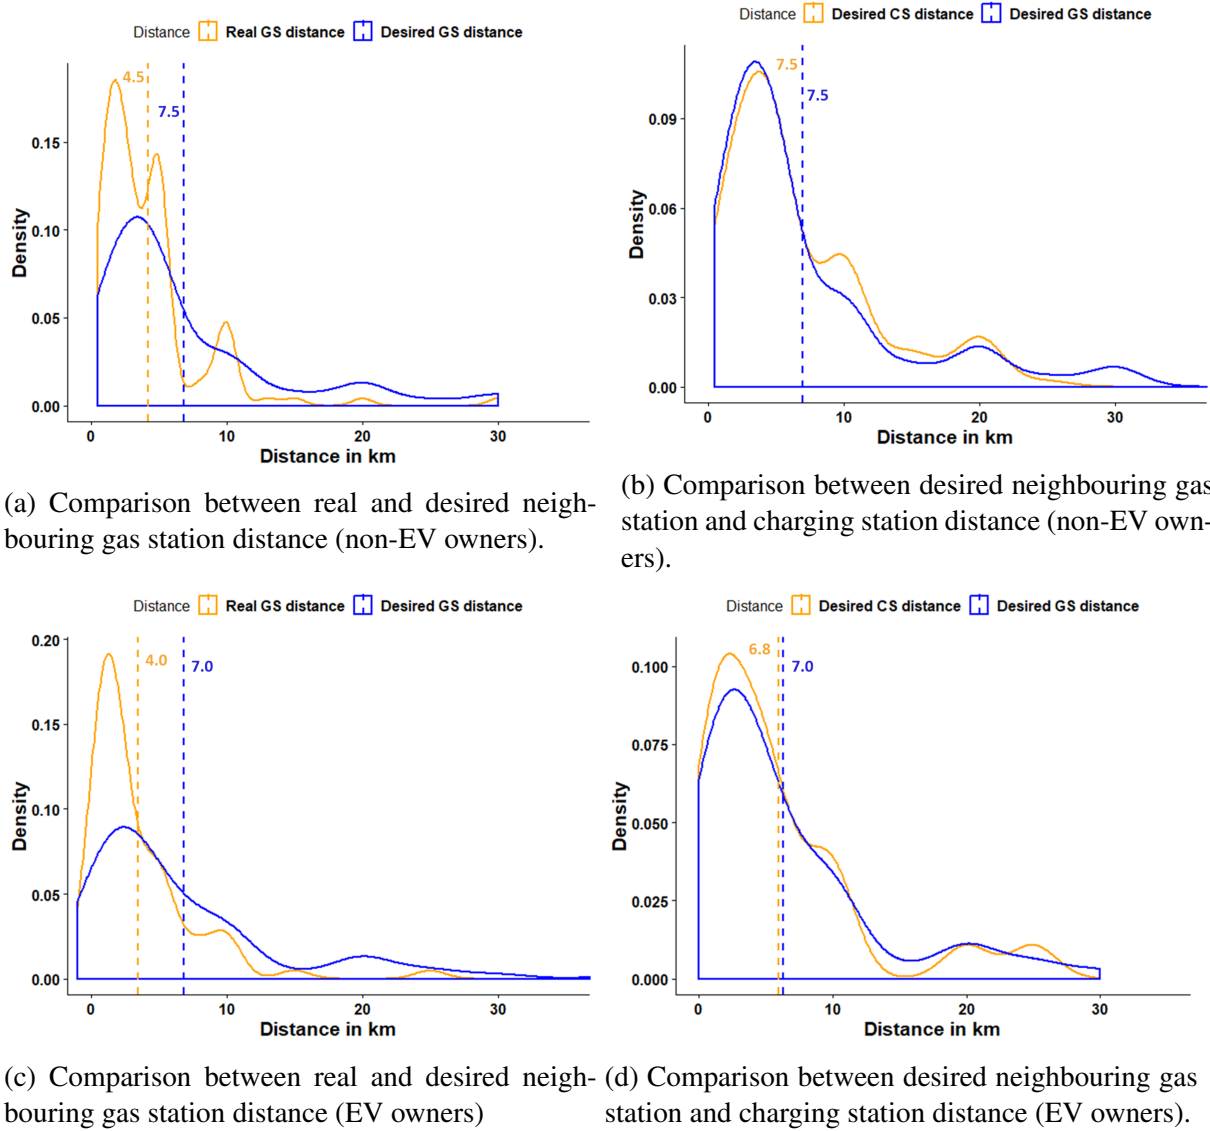 Distance Real GS distance Desired GS distance
4.5
7.5
0.15
0.10
0.05
0.00
Density
0 10 20 30
Distance in km
(a) Comparison between real and desired neigh-
bouring gas station distance (non-EV owners).
Distance Desired CS distance Desired GS distance
7.5
7.5
0.09
0.06
0.03
0.00
Density
0 10 20 30
Distance in km
(b) Comparison between desired neighbouring gas
station and charging station distance (non-EV own-
ers).
Distance Real GS distance Desired GS distance
4.0 7.0
0.20
0.15
0.10
0.05
0.00
Density
0 10 20 30
Distance in km
(c) Comparison between real and desired neigh-
bouring gas station distance (EV owners)
Distance Desired CS distance Desired GS distance
6.8
7.0
0.100
0.075
0.050
0.025
0.000
Density
0 10 20 30
Distance in km
(d) Comparison between desired neighbouring gas
station and charging station distance (EV owners).